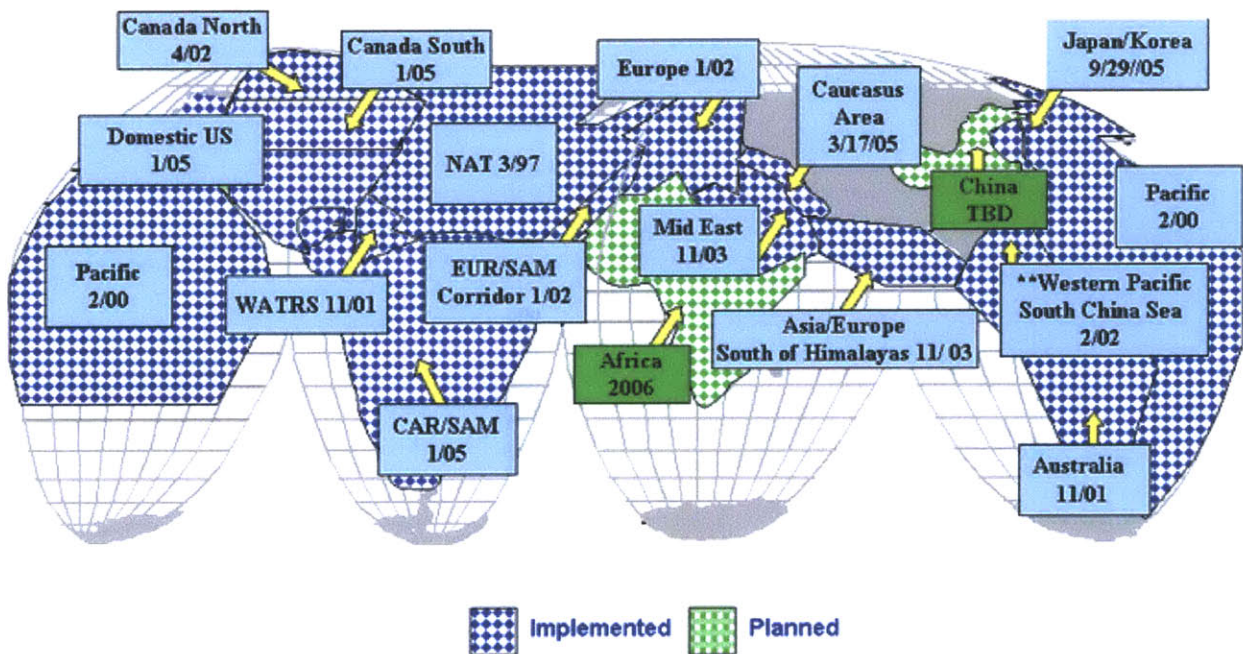 Canada North
4/02
Canada South
1/05
Europe 1/02
Japan/Korea
9/29//05
Caucasus
Area
3/17/05
Domestic US
1/05
NAT 3/97
China
TBD
Pacific
2/00
Mid East
11/03
Pacific
2/00
EUR/SAM
Corridor 1/02
WATRS 11/01
**Western Pacific
South China Sea
2/02
Asia/Europe
South of Himalayas 11/ 03
Africa
2006
CAR/SAM
1/05
Australia
11/01
Implemented
Planned